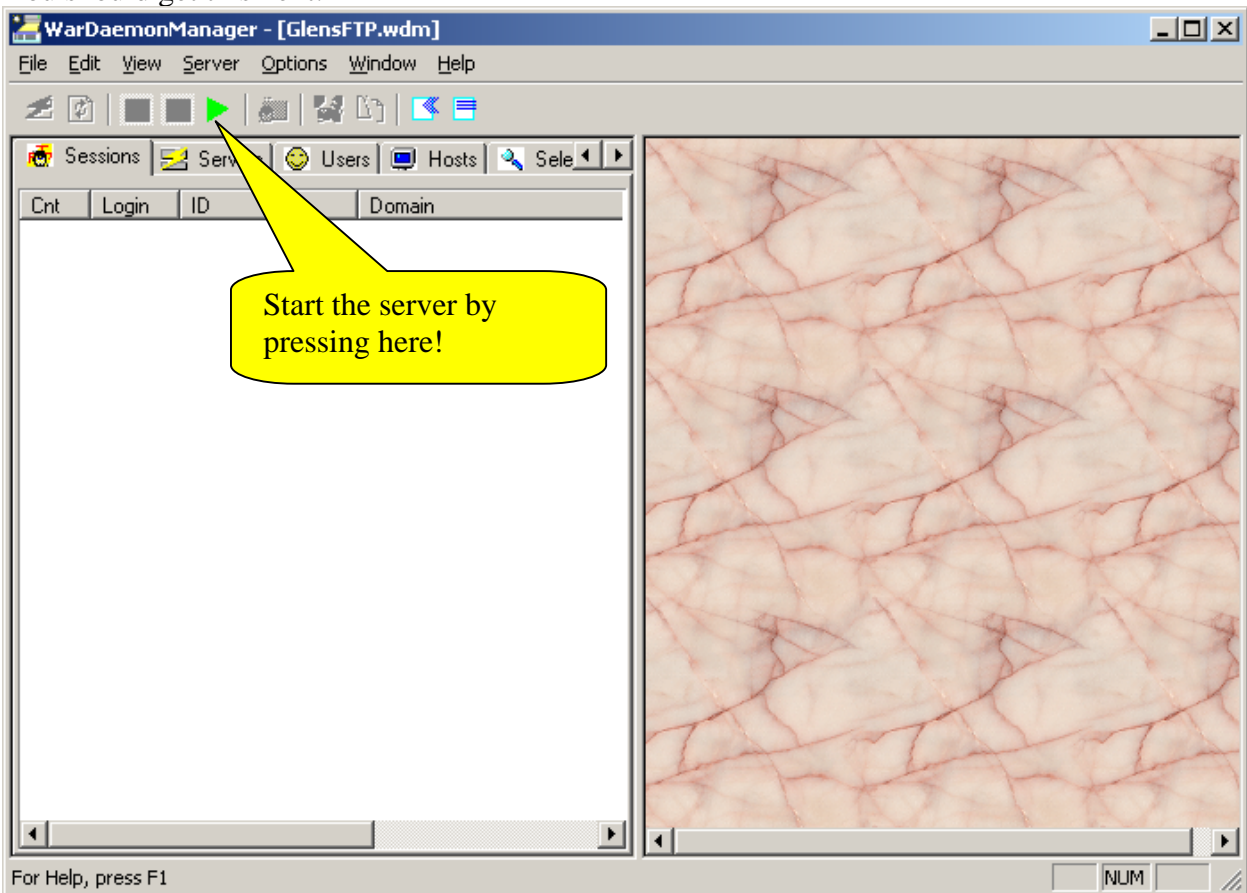 WarDaemonManager - [GlensFTP.wdm]
File Edit View Server Options Window Help
Sessions Users Hosts Sele
Cnt Login ID Domain
Start the server by
pressing here!
For Help, press F1 NUM